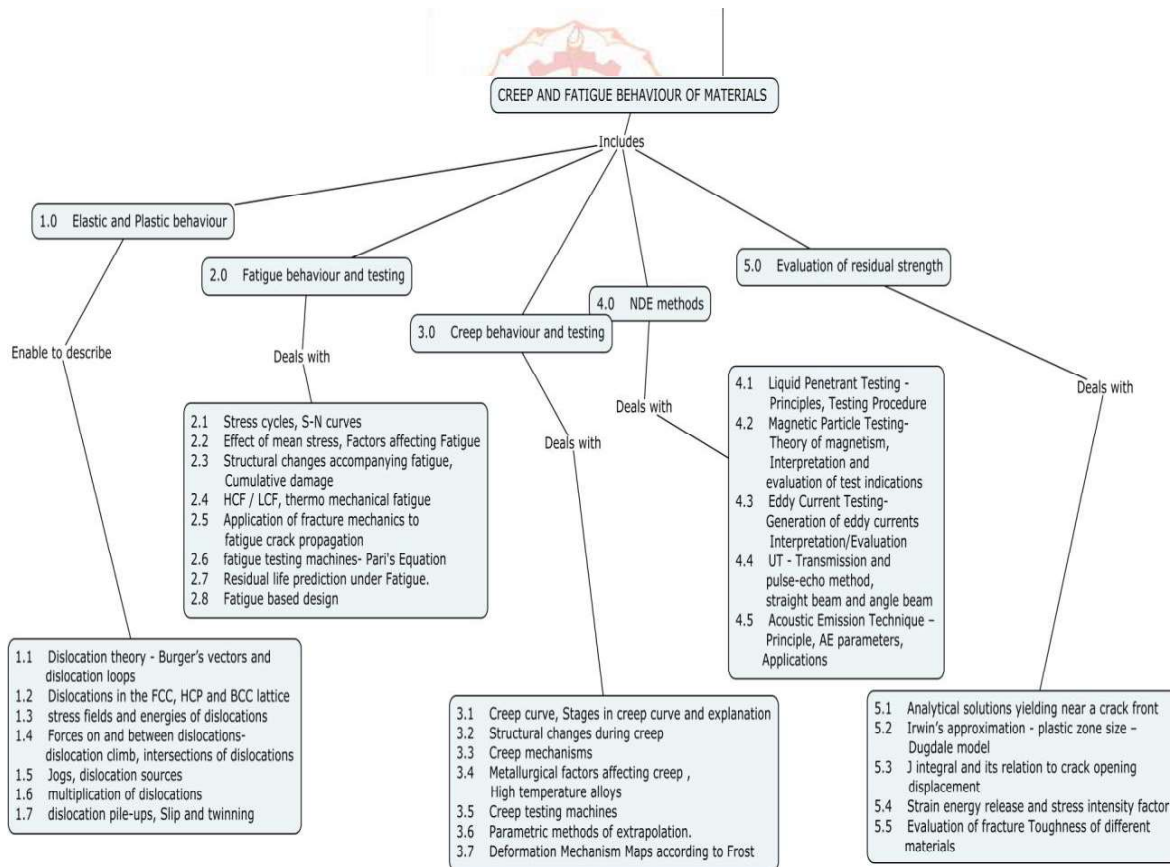 CREEP AND FATIGUE BEHAVIOUR OF MATERIALS
Includes
1.0 Elastic and Plastic behaviour
2.0 Fatigue behaviour and testing
3.0 Creep behaviour and testing
4.0 NDE methods
5.0 Evaluation of residual strength
Enable to describe
Deals with
Deals with
Deals with
Deals with
1.1 Dislocation theory - Burger's vectors and
dislocation loops
1.2 Dislocations in the FCC, HCP and BCC lattice
1.3 stress fields and energies of dislocations
1.4 Forces on and between dislocations-
dislocation climb, intersections of dislocations
1.5 Jogs, dislocation sources
1.6 multiplication of dislocations
1.7 dislocation pile-ups, Slip and twinning
2.1 Stress cycles, S-N curves
2.2 Effect of mean stress, Factors affecting Fatigue
2.3 Structural changes accompanying fatigue,
Cumulative damage
2.4 HCF / LCF, thermo mechanical fatigue
2.5 Application of fracture mechanics to
fatigue crack propagation
2.6 fatigue testing machines- Pari's Equation
2.7 Residual life prediction under Fatigue.
2.8 Fatigue based design
3.1 Creep curve, Stages in creep curve and explanation
3.2 Structural changes during creep
3.3 Creep mechanisms
3.4 Metallurgical factors affecting creep ,
High temperature alloys
3.5 Creep testing machines
3.6 Parametric methods of extrapolation.
3.7 Deformation Mechanism Maps according to Frost
4.1 Liquid Penetrant Testing -
Principles, Testing Procedure
4.2 Magnetic Particle Testing-
Theory of magnetism,
Interpretation and
evaluation of test indications
4.3 Eddy Current Testing-
Generation of eddy currents
Interpretation/Evaluation
4.4 UT - Transmission and
pulse-echo method,
straight beam and angle beam
4.5 Acoustic Emission Technique –
Principle, AE parameters,
Applications
5.1 Analytical solutions yielding near a crack front
5.2 Irwin's approximation - plastic zone size –
Dugdale model
5.3 J integral and its relation to crack opening
displacement
5.4 Strain energy release and stress intensity factor
5.5 Evaluation of fracture Toughness of different
materials